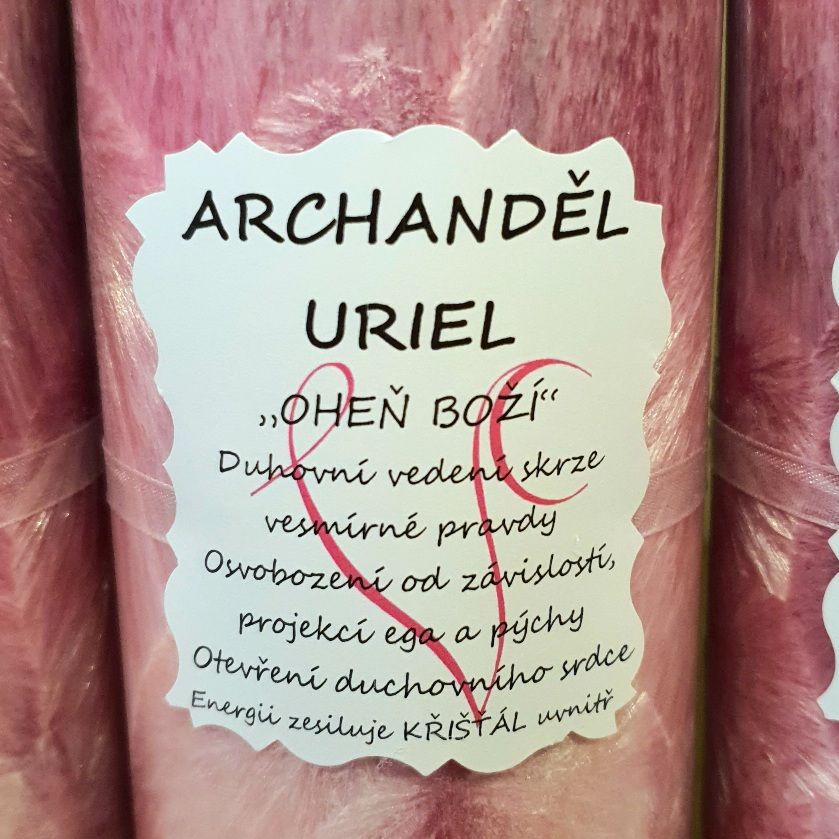 ARCHANDĚL
URIEL
„OHEŇ BOŽÍ“
Duhovní vedení skrze
vesmírné pravdy
Osvobození od závislostí,
projekcí ega a pýchy
Otevření duchovního srdce
Energii zesiluje KŘIŠŤÁL uvnitř